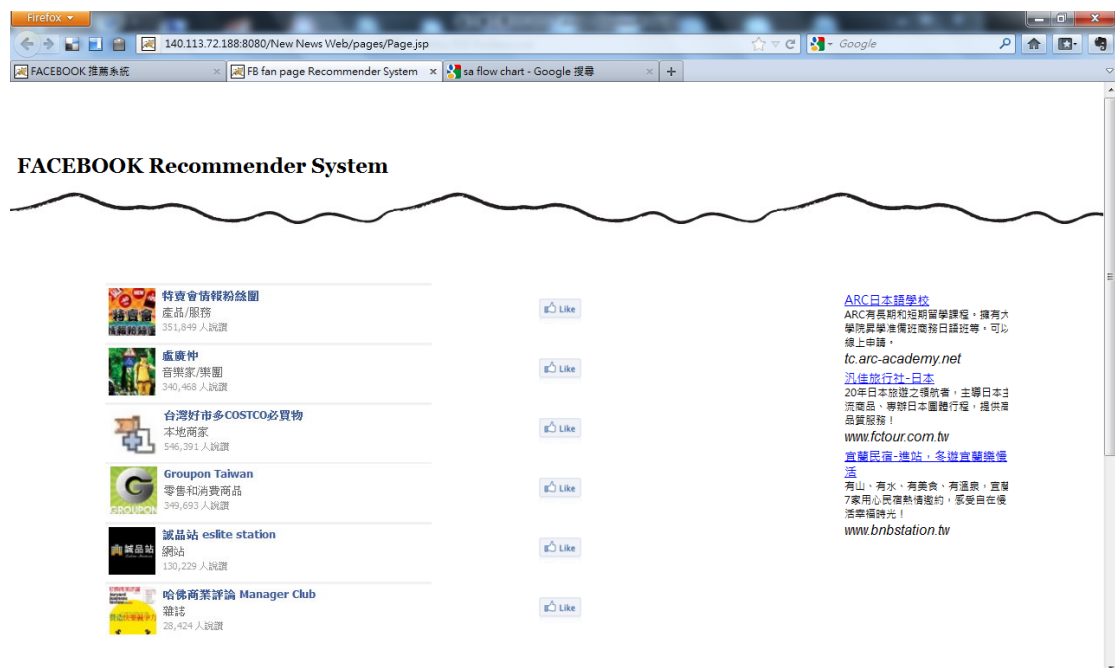 Firefox
140.113.72.188:8080/New News Web/pages/Page.jsp
Google
FACEBOOK 推薦系統
FB fan page Recommender System
sa flow chart - Google 搜尋
FACEBOOK Recommender System
特賣會情報粉絲團
產品/服務
351,849 人說讚
Like
盧廣仲
音樂家/樂團
340,468 人說讚
Like
台灣好市多COSTCO必買物
本地商家
546,391 人說讚
Like
Groupon Taiwan
零售和消費商品
349,693 人說讚
Like
GROUPON
誠品站 eslite station
網站
130,229 人說讚
Like
誠品站
哈佛商業評論 Manager Club
雜誌
28,424 人說讚
Like
ARC日本語學校
ARC有長期和短期留學課程。擁有大
學院昇學准備班商務日語班等。可以
線上申請。
tc.arc-academy.net
汎佳旅行社-日本
20年日本旅遊之領航者，主導日本主
流商品、專辦日本團體行程，提供高
品質服務！
www.fctour.com.tw
宜蘭民宿-進站，冬遊宜蘭樂慢
活
有山、有水、有美食、有溫泉，宜蘭
7家用心民宿熱情邀約，感受自在慢
活幸福時光！
www.bnbstation.tw